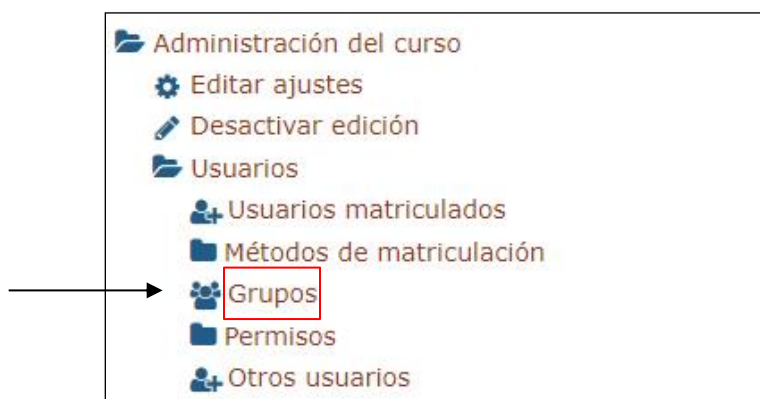 Administración del curso
Editar ajustes
Desactivar edición
Usuarios
Usuarios matriculados
Métodos de matriculación
Grupos
Permisos
Otros usuarios